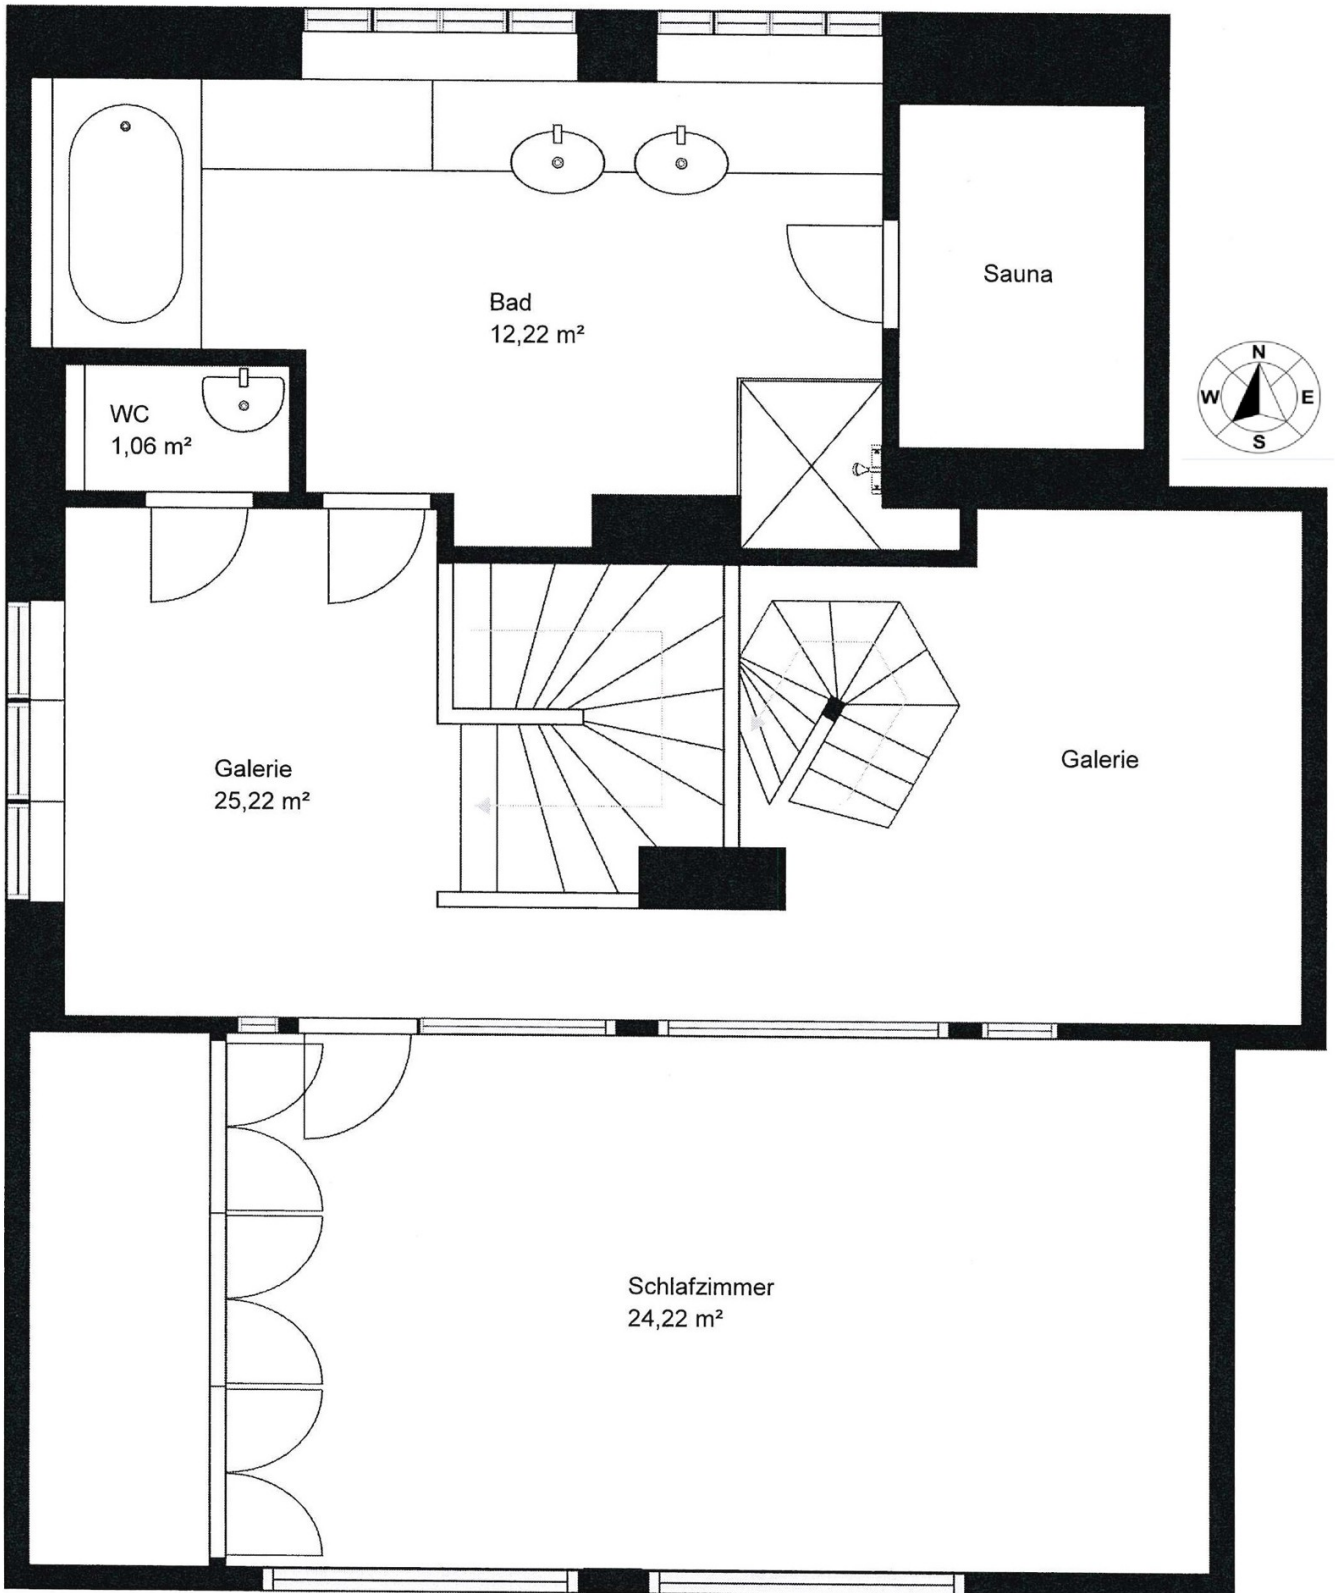 Bad
12,22 m²
Sauna
WC
1,06 m²
N
W
E
S
Galerie
25,22 m²
Galerie
Schlafzimmer
24,22 m²